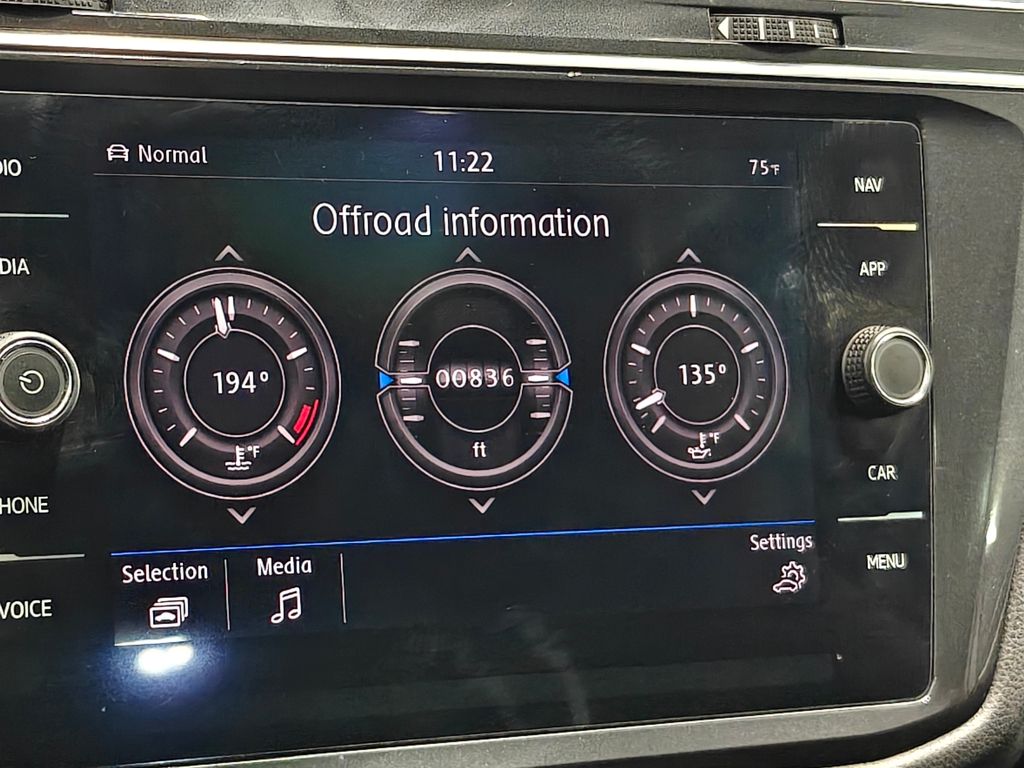 Normal
11:22
75°F
Offroad information
194°
°F
00836
ft
135°
°F
Selection
Media
Settings
DIO
DIA
HONE
VOICE
NAV
APP
CAR
MENU